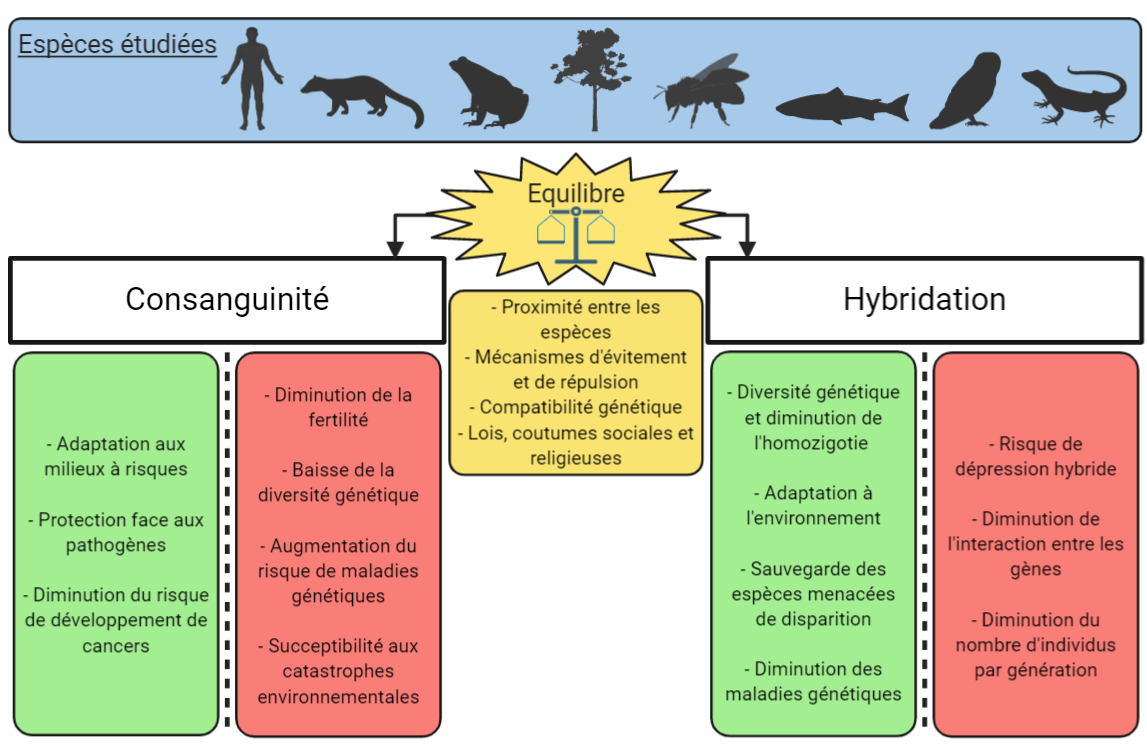 Espèces étudiées
Equilibre
Consanguinité
Hybridation
- Proximité entre les
espèces
- Mécanismes d'évitement
et de répulsion
- Compatibilité génétique
- Lois, coutumes sociales et
religieuses
- Adaptation aux
milieux à risques
- Protection face aux
pathogènes
- Diminution du risque
de développement de
cancers
- Diminution de la
fertilité
- Baisse de la
diversité génétique
- Augmentation du
risque de maladies
génétiques
- Succeptibilité aux
catastrophes
environnementales
- Diversité génétique
et diminution de
l'homozigotie
- Adaptation à
l'environnement
- Sauvegarde des
espèces menacées
de disparition
- Diminution des
maladies génétiques
- Risque de
dépression hybride
- Diminution de
l'interaction entre les
gènes
- Diminution du
nombre d'individus
par génération